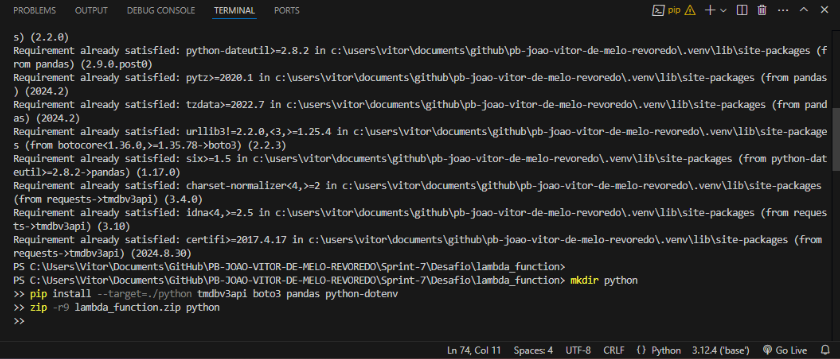 PROBLEMS OUTPUT DEBUG CONSOLE TERMINAL PORTS pip
s) (2.2.0)
Requirement already satisfied: python-dateutil>=2.8.2 in c:\users\vitor\documents\github\pb-joao-vitor-de-melo-revoredo\.venv\lib\site-packages (f
rom pandas) (2.9.0.post0)
Requirement already satisfied: pytz>=2020.1 in c:\users\vitor\documents\github\pb-joao-vitor-de-melo-revoredo\.venv\lib\site-packages (from pandas
) (2024.2)
Requirement already satisfied: tzdata>=2022.7 in c:\users\vitor\documents\github\pb-joao-vitor-de-melo-revoredo\.venv\lib\site-packages (from pand
as) (2024.2)
Requirement already satisfied: urllib3!=2.2.0,<3,>=1.25.4 in c:\users\vitor\documents\github\pb-joao-vitor-de-melo-revoredo\.venv\lib\site-package
s (from botocore<1.36.0,>=1.35.78->boto3) (2.2.3)
Requirement already satisfied: six>=1.5 in c:\users\vitor\documents\github\pb-joao-vitor-de-melo-revoredo\.venv\lib\site-packages (from python-dat
eutil>=2.8.2->pandas) (1.17.0)
Requirement already satisfied: charset-normalizer<4,>=2 in c:\users\vitor\documents\github\pb-joao-vitor-de-melo-revoredo\.venv\lib\site-packages
(from requests->tmdbv3api) (3.4.0)
Requirement already satisfied: idna<4,>=2.5 in c:\users\vitor\documents\github\pb-joao-vitor-de-melo-revoredo\.venv\lib\site-packages (from reques
ts->tmdbv3api) (3.10)
Requirement already satisfied: certifi>=2017.4.17 in c:\users\vitor\documents\github\pb-joao-vitor-de-melo-revoredo\.venv\lib\site-packages (from
requests->tmdbv3api) (2024.8.30)
PS C:\Users\Vitor\Documents\GitHub\PB-JOAO-VITOR-DE-MELO-REVOREDO\Sprint-7\Desafio\lambda_function>
PS C:\Users\Vitor\Documents\GitHub\PB-JOAO-VITOR-DE-MELO-REVOREDO\Sprint-7\Desafio\lambda_function> mkdir python
>> pip install --target=./python tmdbv3api boto3 pandas python-dotenv
>> zip -r9 lambda_function.zip python
>>
Ln 74, Col 11 Spaces: 4 UTF-8 CRLF {} Python 3.12.4 ('base') Go Live